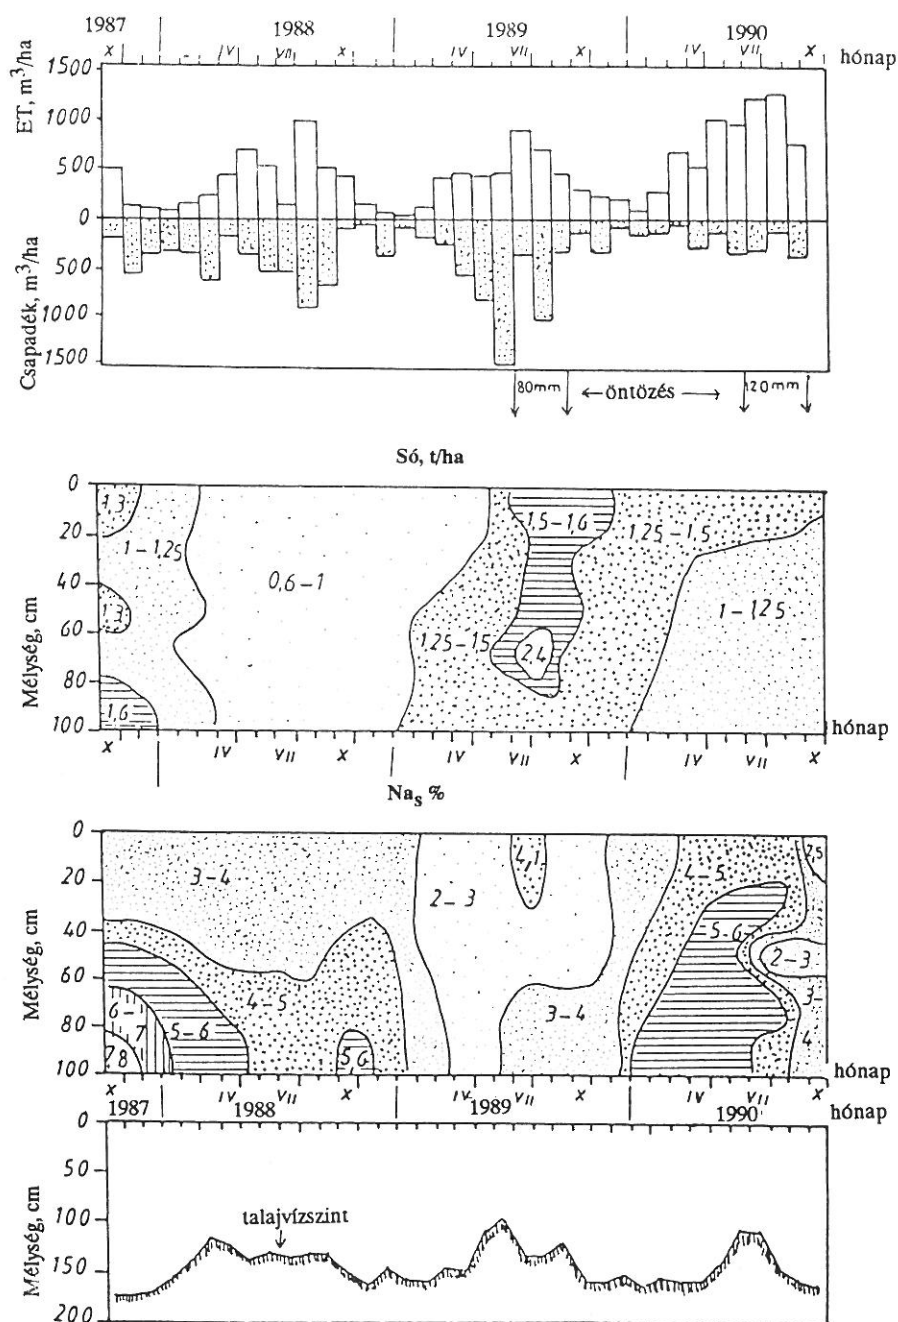 1987 1988 1989 1990
X IV VII X IV VII X IV VII X hónap
ET, m³/ha
1500
1000
500
0
Csapadék, m³/ha
500
1000
1500
80mm ← öntözés → 120mm
Só, t/ha
Mélység, cm
0
20
40
60
80
100
1,3
1-1,25
1,3
1,6
0,6-1
1,25-1,5
1,5-1,6
2,4
1,25-1,5
1-1,25
hónap
X IV VII X IV VII X IV VII X
Naₛ %
Mélység, cm
0
20
40
60
80
100
3-4
4-5
5-6
6-7
7,8
5-6
2-3
4,1
3-4
4-5
5-6
2-3
3-4
hónap
X IV VII X IV VII X IV VII X
1987 1988 1989 1990 hónap
Mélység, cm
0
50
100
150
200
talajvízszint